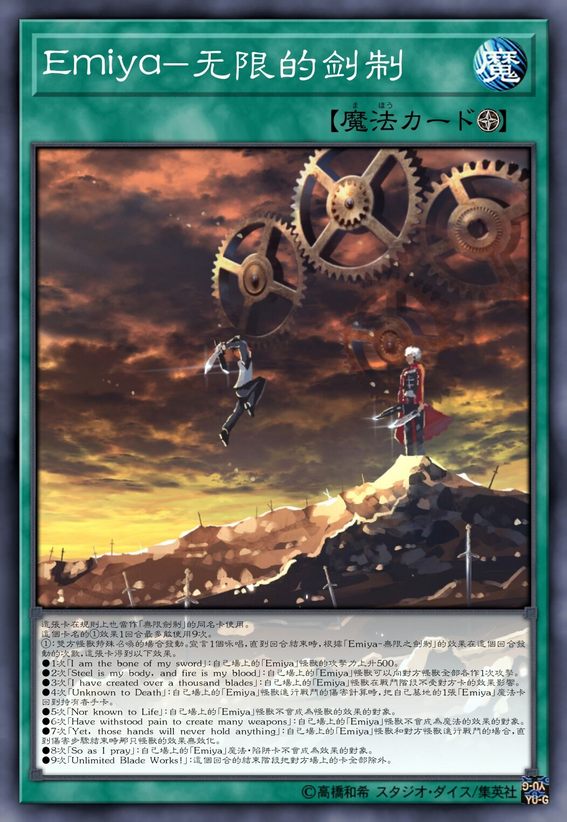 Emiya-无限的劍制
魔
ま ほう
【魔法カード】
這張卡在規則上也當作「無限劍制」的同名卡使用。
這個卡名的①效果1回合最多能使用9次。
①：雙方怪獸特殊召喚的場合發動。宣言1個咏唱，直到回合結束時，根據「Emiya-無限之劍制」的效果在這個回合發
動的次數，這張卡得到以下效果。
●1次「I am the bone of my sword」：自己場上的「Emiya」怪獸的攻擊力上升500。
●2次「Steel is my body, and fire is my blood」：自己場上的「Emiya」怪獸可以向對方怪獸全部各作1次攻擊。
●3次「I have created over a thousand blades」：自己場上的「Emiya」怪獸在戰鬥階段不受對方卡的效果影響。
●4次「Unknown to Death」：自己場上的「Emiya」怪獸進行戰鬥的傷害計算時，把自己墓地的1張「Emiya」魔法卡
回到持有者手卡。
●5次「Nor known to Life」：自己場上的「Emiya」怪獸不會成為怪獸的效果的對象。
●6次「Have withstood pain to create many weapons」：自己場上的「Emiya」怪獸不會成為魔法的效果的對象。
●7次「Yet, those hands will never hold anything」：自己場上的「Emiya」怪獸和對方怪獸進行戰鬥的場合，直
到傷害步驟結束時那只怪獸的效果無效化。
●8次「So as I pray」：自己場上的「Emiya」魔法·陷阱卡不會成為效果的對象。
●9次「Unlimited Blade Works!」：這個回合的結束階段把對方場上的卡全部除外。
©高橋和希 スタジオ・ダイス/集英社
YU-G